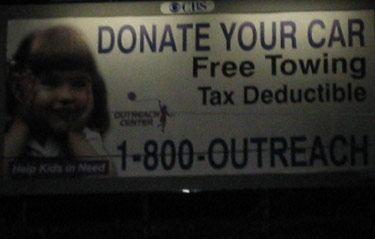 CBS
DONATE YOUR CAR
Free Towing
Tax Deductible
OUTREACH
CENTER
1-800-OUTREACH
Help Kids in Need